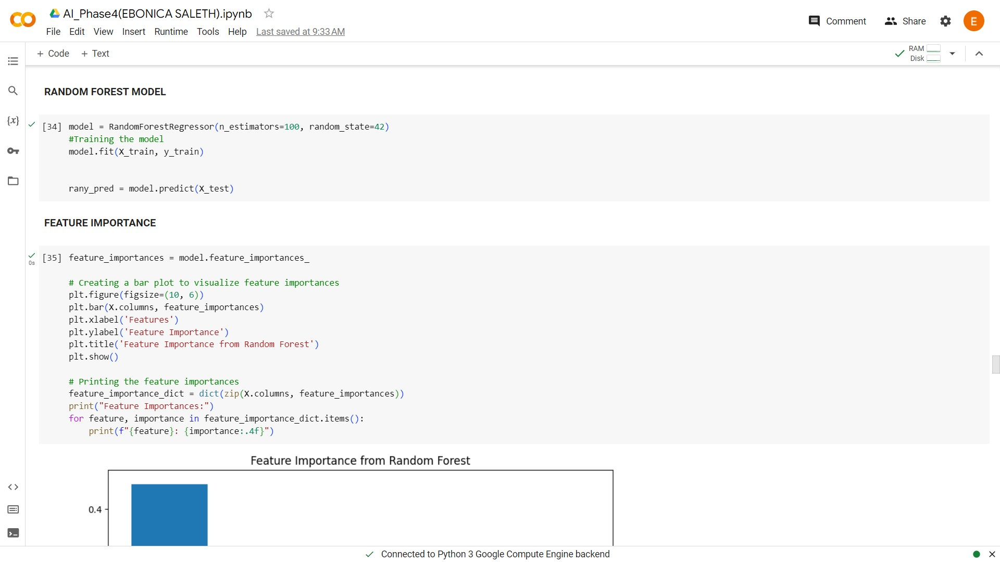 AI_Phase4(EBONICA SALETH).ipynb
File Edit View Insert Runtime Tools Help Last saved at 9:33 AM
Comment
Share
E
+ Code + Text
RAM
Disk
RANDOM FOREST MODEL
{x}
[34] model = RandomForestRegressor(n_estimators=100, random_state=42)
#Training the model
model.fit(X_train, y_train)
rany_pred = model.predict(X_test)
FEATURE IMPORTANCE
0s
[35] feature_importances = model.feature_importances_
# Creating a bar plot to visualize feature importances
plt.figure(figsize=(10, 6))
plt.bar(X.columns, feature_importances)
plt.xlabel('Features')
plt.ylabel('Feature Importance')
plt.title('Feature Importance from Random Forest')
plt.show()
# Printing the feature importances
feature_importance_dict = dict(zip(X.columns, feature_importances))
print("Feature Importances:")
for feature, importance in feature_importance_dict.items():
    print(f"{feature}: {importance:.4f}")
Feature Importance from Random Forest
0.4
Connected to Python 3 Google Compute Engine backend